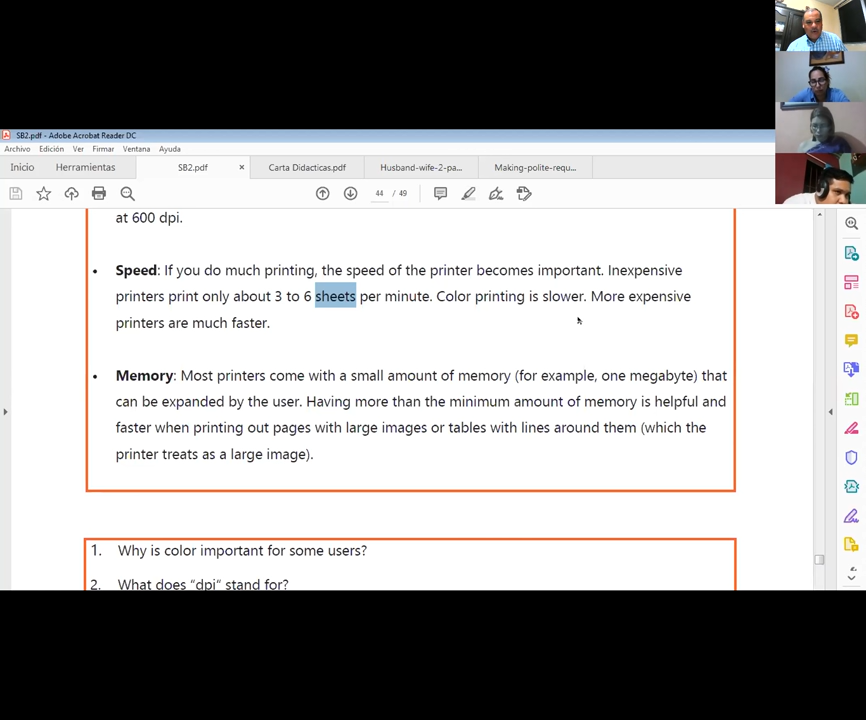 SB2.pdf - Adobe Acrobat Reader DC
Archivo Edición Ver Firmar Ventana Ayuda
Inicio Herramientas SB2.pdf × Carta Didacticas.pdf Husband-wife-2-pa... Making-polite-requ...
44 / 49
at 600 dpi.
• Speed: If you do much printing, the speed of the printer becomes important. Inexpensive
printers print only about 3 to 6 sheets per minute. Color printing is slower. More expensive
printers are much faster.
• Memory: Most printers come with a small amount of memory (for example, one megabyte) that
can be expanded by the user. Having more than the minimum amount of memory is helpful and
faster when printing out pages with large images or tables with lines around them (which the
printer treats as a large image).
1. Why is color important for some users?
2. What does “dpi” stand for?